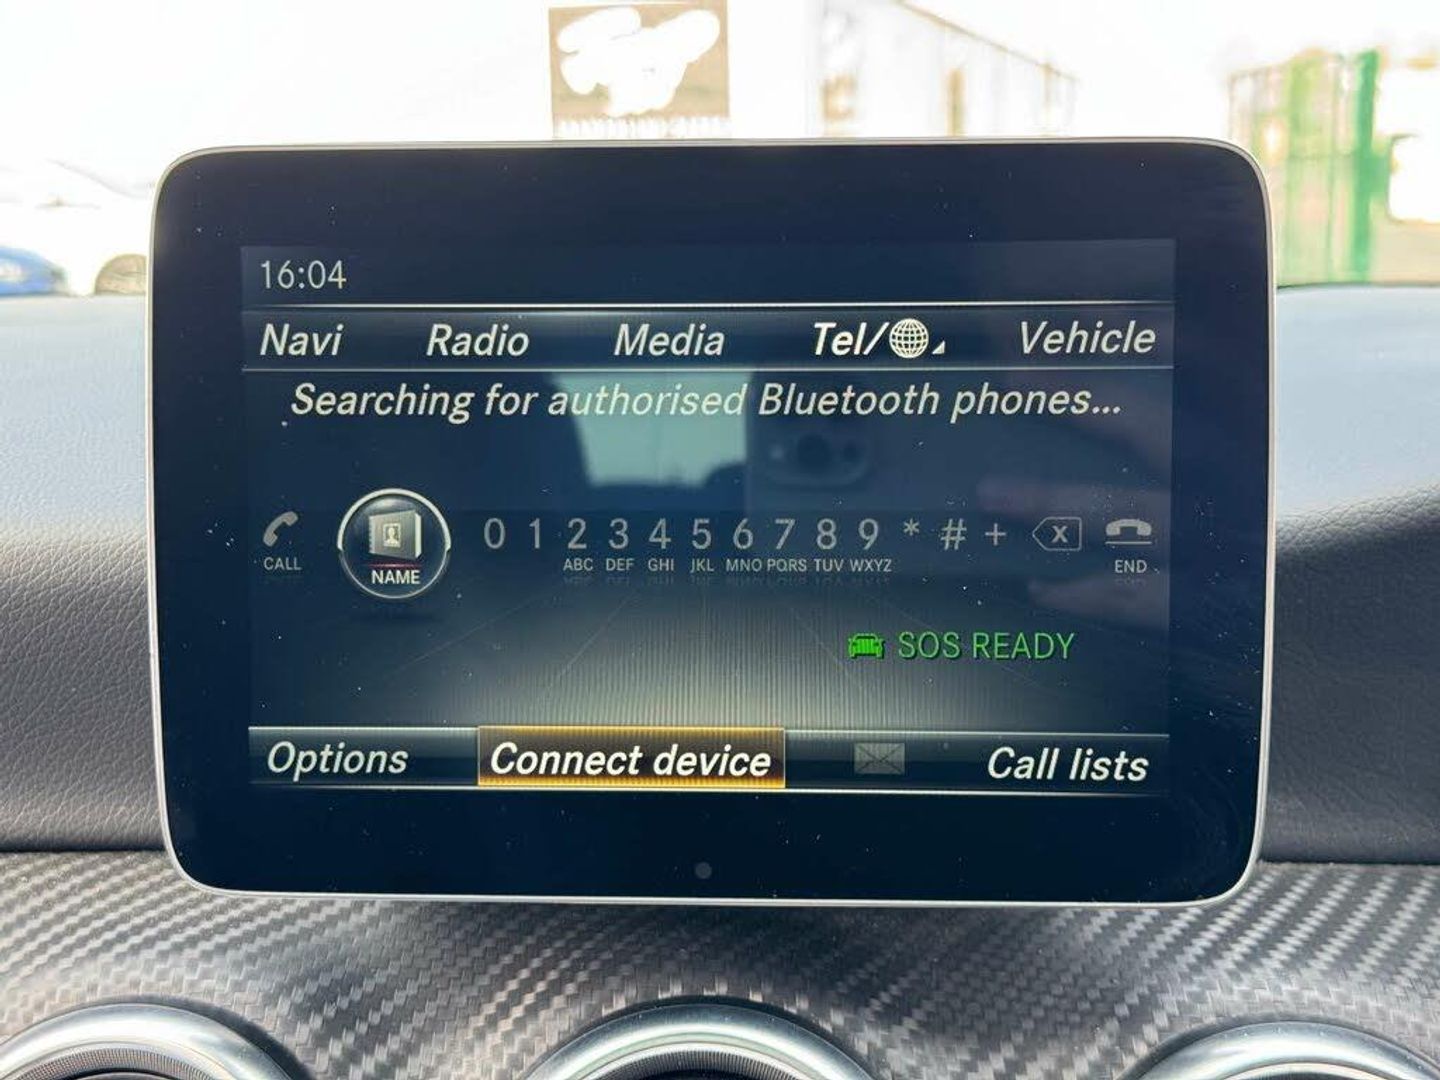 16:04
Navi Radio Media Tel/ Vehicle
Searching for authorised Bluetooth phones...
0 1 2 3 4 5 6 7 8 9 * # + X
CALL NAME ABC DEF GHI JKL MNO PQRS TUV WXYZ END
SOS READY
Options Connect device Call lists